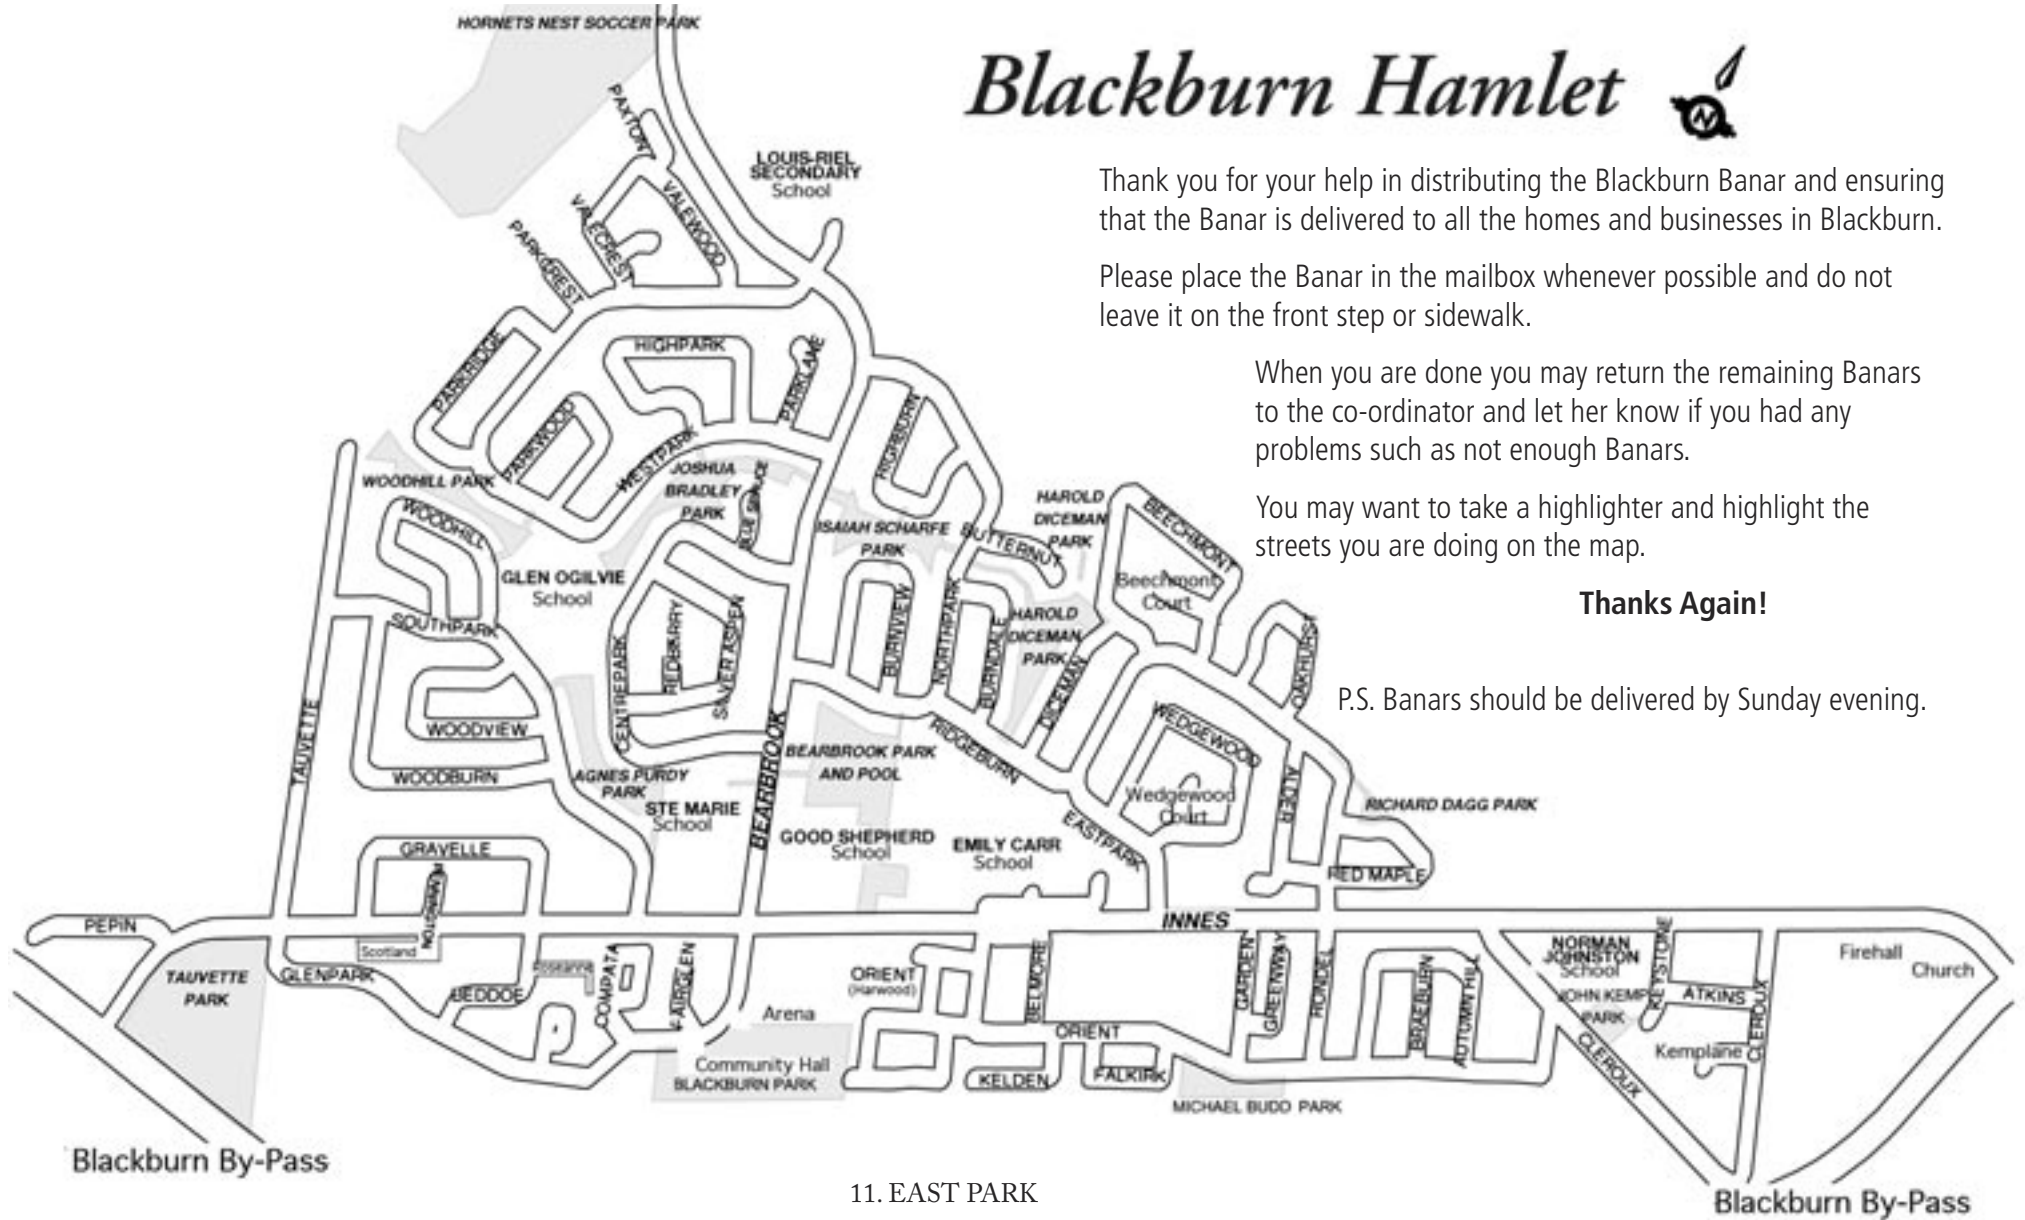 HORNETS NEST SOCCER PARK
Blackburn Hamlet
N
PAXTON
LOUIS-RIEL
SECONDARY
School
Thank you for your help in distributing the Blackburn Banar and ensuring
that the Banar is delivered to all the homes and businesses in Blackburn.
Please place the Banar in the mailbox whenever possible and do not
leave it on the front step or sidewalk.
When you are done you may return the remaining Banars
to the co-ordinator and let her know if you had any
problems such as not enough Banars.
You may want to take a highlighter and highlight the
streets you are doing on the map.
Thanks Again!
P.S. Banars should be delivered by Sunday evening.
VALEWOOD
VALECREST
PARKCREST
PARKRIDGE
HIGHPARK
PARKLANE
PARKWOOD
WESTPARK
HIGHBURN
WOODHILL PARK
JOSHUA
BRADLEY
PARK
BLUE SPRUCE
WOODHILL
ISAIAH SCHARFE
PARK
BUTTERNUT
HAROLD
DICEMAN
PARK
BEECHMONT
Beechmont
Court
GLEN OGILVIE
School
SOUTHPARK
CENTREPARK
REDBERRY
SILVER ASPEN
BURNVIEW
NORTHPARK
BURNDALE
HAROLD
DICEMAN
PARK
DICEMAN
OAKHURST
TAUVETTE
WOODVIEW
WOODBURN
BEARBROOK
RIDGEBURN
WEDGEWOOD
Wedgewood
Court
ALDER
AGNES PURDY
PARK
STE MARIE
School
BEARBROOK PARK
AND POOL
GOOD SHEPHERD
School
EMILY CARR
School
EASTPARK
RICHARD DAGG PARK
RED MAPLE
GRAVELLE
PENNINGTON
PEPIN
INNES
Scotland
TAUVETTE
PARK
GLENPARK
BEDDOE
Roseanne
COMPATA
FAIRGLEN
ORIENT
(Harwood)
BELMORE
GARDEN
GREENWAY
RONDEL
BRAEBURN
AUTUMN HILL
NORMAN
JOHNSTON
School
KEYSTONE
ATKINS
CLEROUX
Firehall
Church
JOHN KEMP
PARK
Kemplane
CLEROUX
Arena
Community Hall
BLACKBURN PARK
ORIENT
KELDEN
FALKIRK
MICHAEL BUDD PARK
Blackburn By-Pass
11. EAST PARK
Blackburn By-Pass